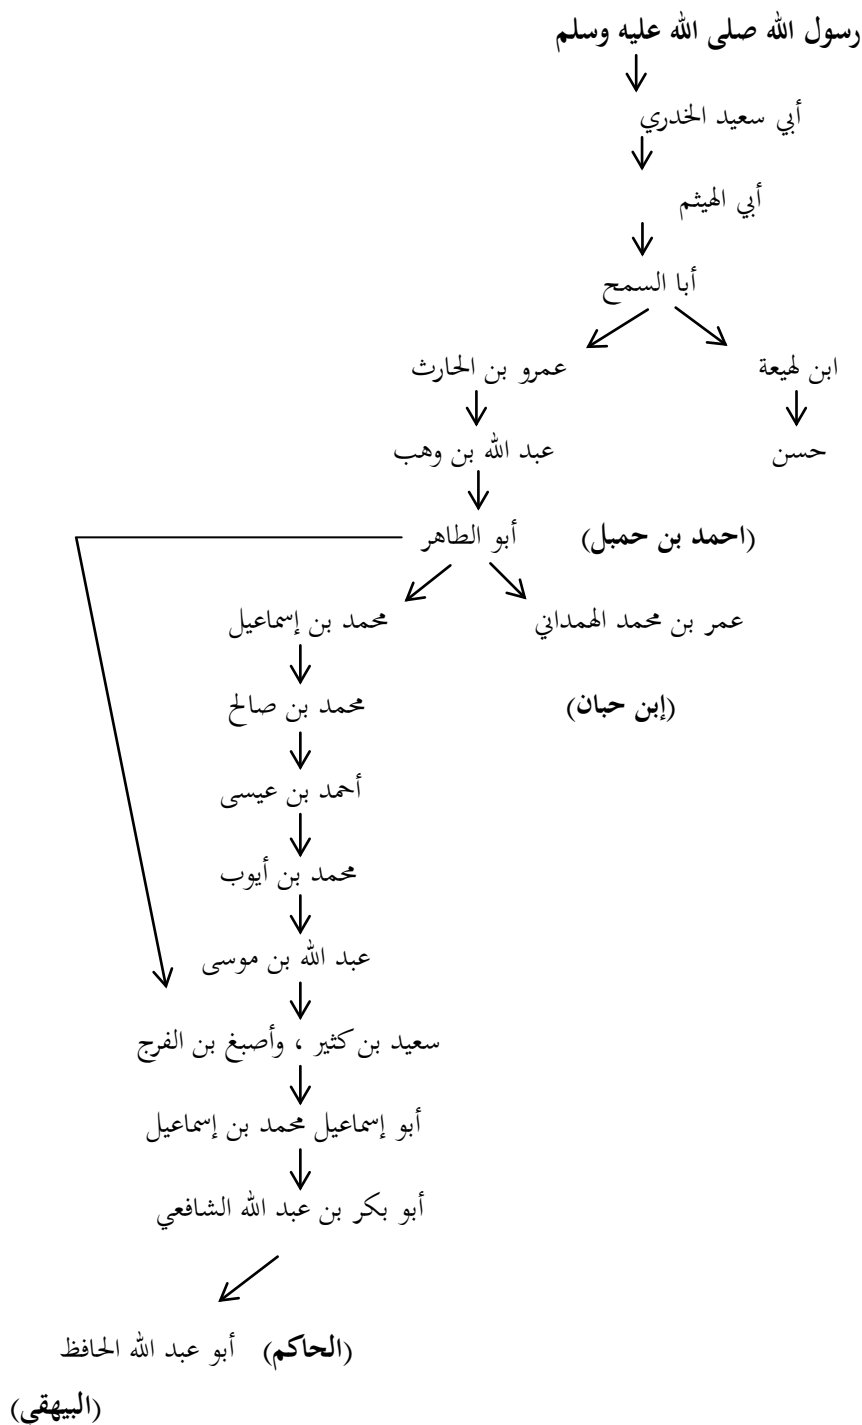 رسول الله صلى الله عليه وسلم
أبي سعيد الخدري
أبي الهيثم
أبا السمح
ابن لهيعة
عمرو بن الحارث
حسن
عبد الله بن وهب
(احمد بن حمبل)
أبو الطاهر
عمر بن محمد الهمداني
محمد بن إسماعيل
(إبن حبان)
محمد بن صالح
أحمد بن عيسى
محمد بن أيوب
عبد الله بن موسى
سعيد بن كثير ، وأصبغ بن الفرج
أبو إسماعيل محمد بن إسماعيل
أبو بكر بن عبد الله الشافعي
(الحاكم) أبو عبد الله الحافظ
(البيهقي)